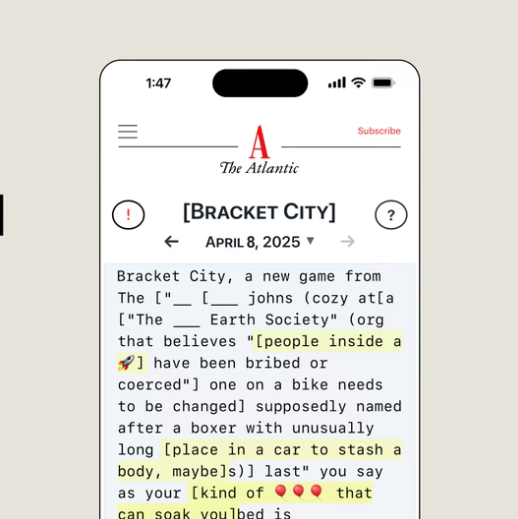 1:47
Subscribe
A
The Atlantic
!
[BRACKET CITY]
?
← APRIL 8, 2025 ▼ →
Bracket City, a new game from
The ["__ [___ johns (cozy at[a
["The ___ Earth Society" (org
that believes "[people inside a
🚀] have been bribed or
coerced"] one on a bike needs
to be changed] supposedly named
after a boxer with unusually
long [place in a car to stash a
body, maybe]s)] last" you say
as your [kind of 🎈🎈🎈 that
can soak you]bed is